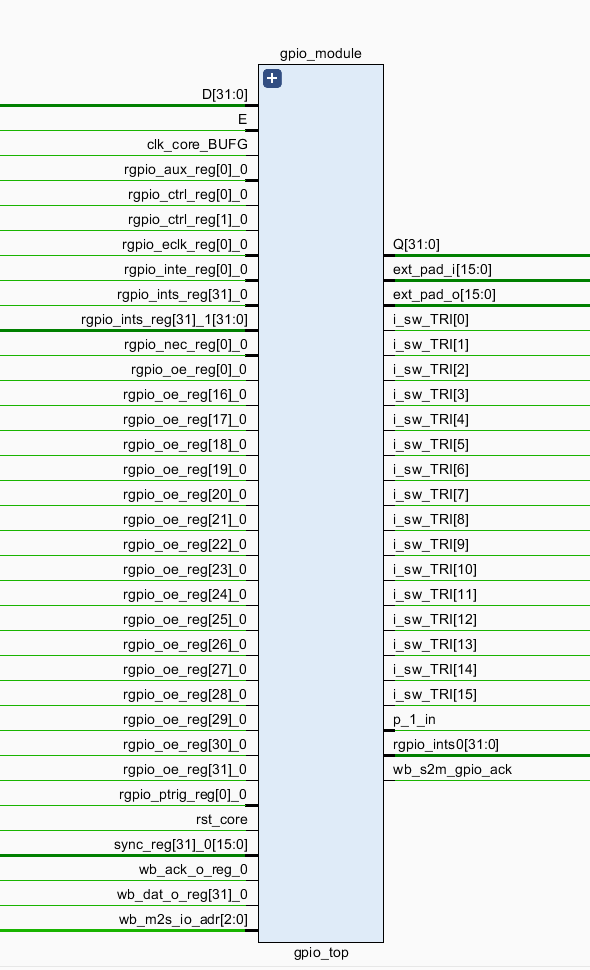 gpio_module
D[31:0]
E
clk_core_BUFG
rgpio_aux_reg[0]_0
rgpio_ctrl_reg[0]_0
rgpio_ctrl_reg[1]_0
rgpio_eclk_reg[0]_0
rgpio_inte_reg[0]_0
rgpio_ints_reg[31]_0
rgpio_ints_reg[31]_1[31:0]
rgpio_nec_reg[0]_0
rgpio_oe_reg[0]_0
rgpio_oe_reg[16]_0
rgpio_oe_reg[17]_0
rgpio_oe_reg[18]_0
rgpio_oe_reg[19]_0
rgpio_oe_reg[20]_0
rgpio_oe_reg[21]_0
rgpio_oe_reg[22]_0
rgpio_oe_reg[23]_0
rgpio_oe_reg[24]_0
rgpio_oe_reg[25]_0
rgpio_oe_reg[26]_0
rgpio_oe_reg[27]_0
rgpio_oe_reg[28]_0
rgpio_oe_reg[29]_0
rgpio_oe_reg[30]_0
rgpio_oe_reg[31]_0
rgpio_ptrig_reg[0]_0
rst_core
sync_reg[31]_0[15:0]
wb_ack_o_reg_0
wb_dat_o_reg[31]_0
wb_m2s_io_adr[2:0]
Q[31:0]
ext_pad_i[15:0]
ext_pad_o[15:0]
i_sw_TRI[0]
i_sw_TRI[1]
i_sw_TRI[2]
i_sw_TRI[3]
i_sw_TRI[4]
i_sw_TRI[5]
i_sw_TRI[6]
i_sw_TRI[7]
i_sw_TRI[8]
i_sw_TRI[9]
i_sw_TRI[10]
i_sw_TRI[11]
i_sw_TRI[12]
i_sw_TRI[13]
i_sw_TRI[14]
i_sw_TRI[15]
p_1_in
rgpio_ints0[31:0]
wb_s2m_gpio_ack
gpio_top